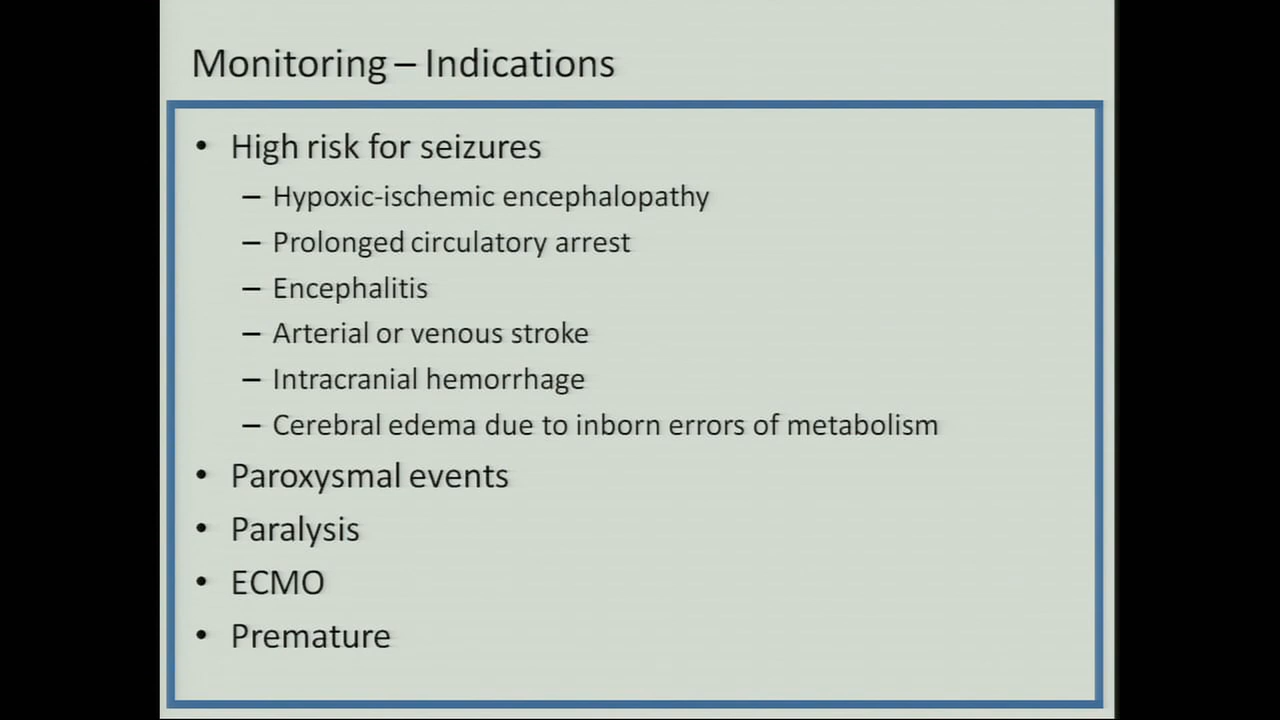 Monitoring – Indications
• High risk for seizures
– Hypoxic-ischemic encephalopathy
– Prolonged circulatory arrest
– Encephalitis
– Arterial or venous stroke
– Intracranial hemorrhage
– Cerebral edema due to inborn errors of metabolism
• Paroxysmal events
• Paralysis
• ECMO
• Premature